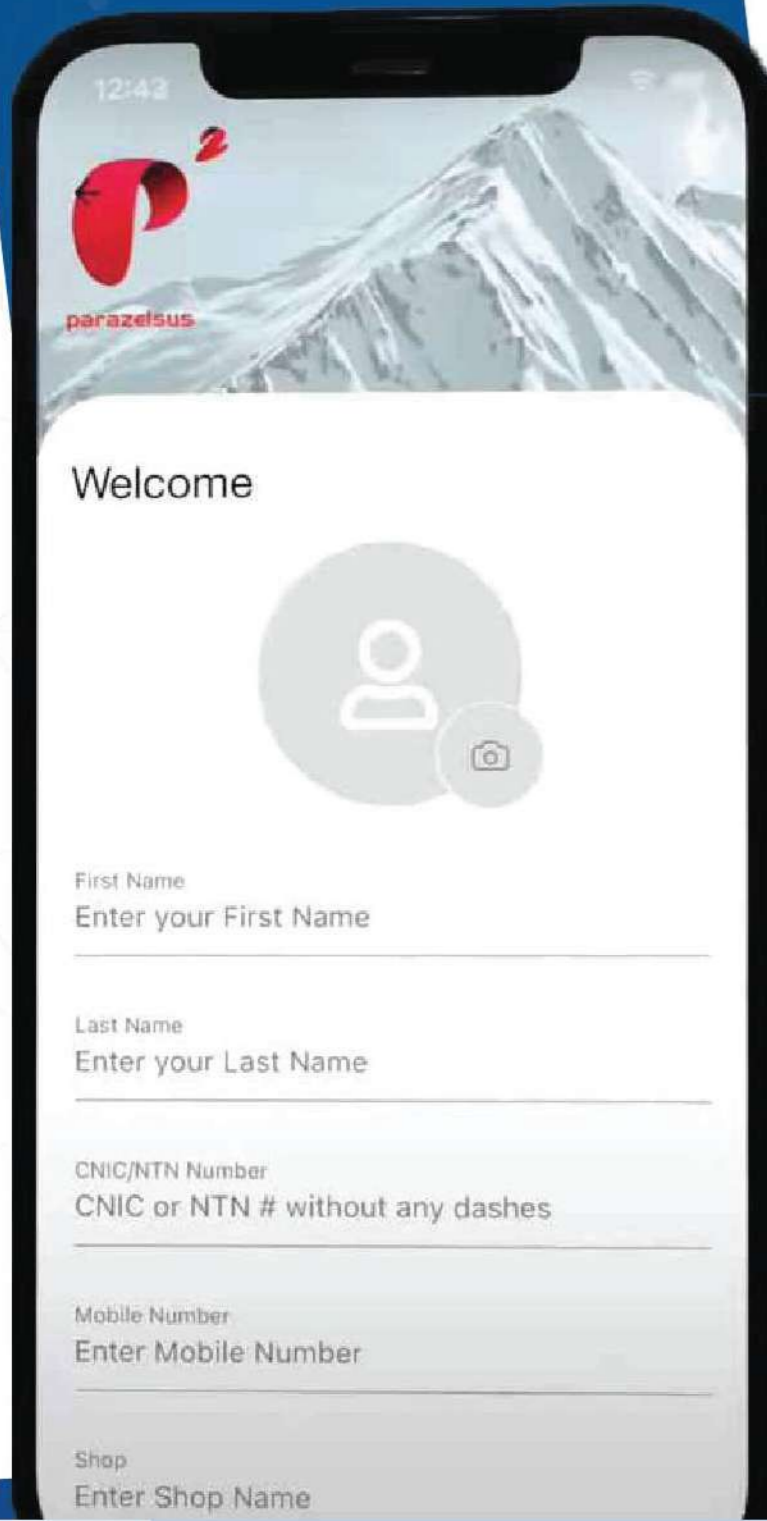 12:43
2
parazelsus
Welcome
First Name
Enter your First Name
Last Name
Enter your Last Name
CNIC/NTN Number
CNIC or NTN # without any dashes
Mobile Number
Enter Mobile Number
Shop
Enter Shop Name